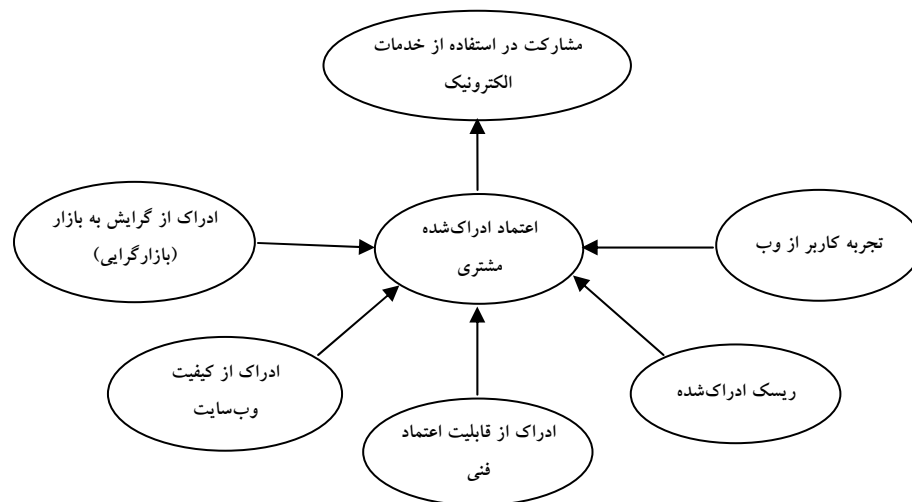 مشارکت در استفاده از خدمات
الکترونیک
ادراک از گرایش به بازار
(بازارگرایی)
اعتماد ادراک‌شده
مشتری
تجربه کاربر از وب
ادراک از کیفیت
وب‌سایت
ریسک ادراک‌شده
ادراک از قابلیت اعتماد
فنی